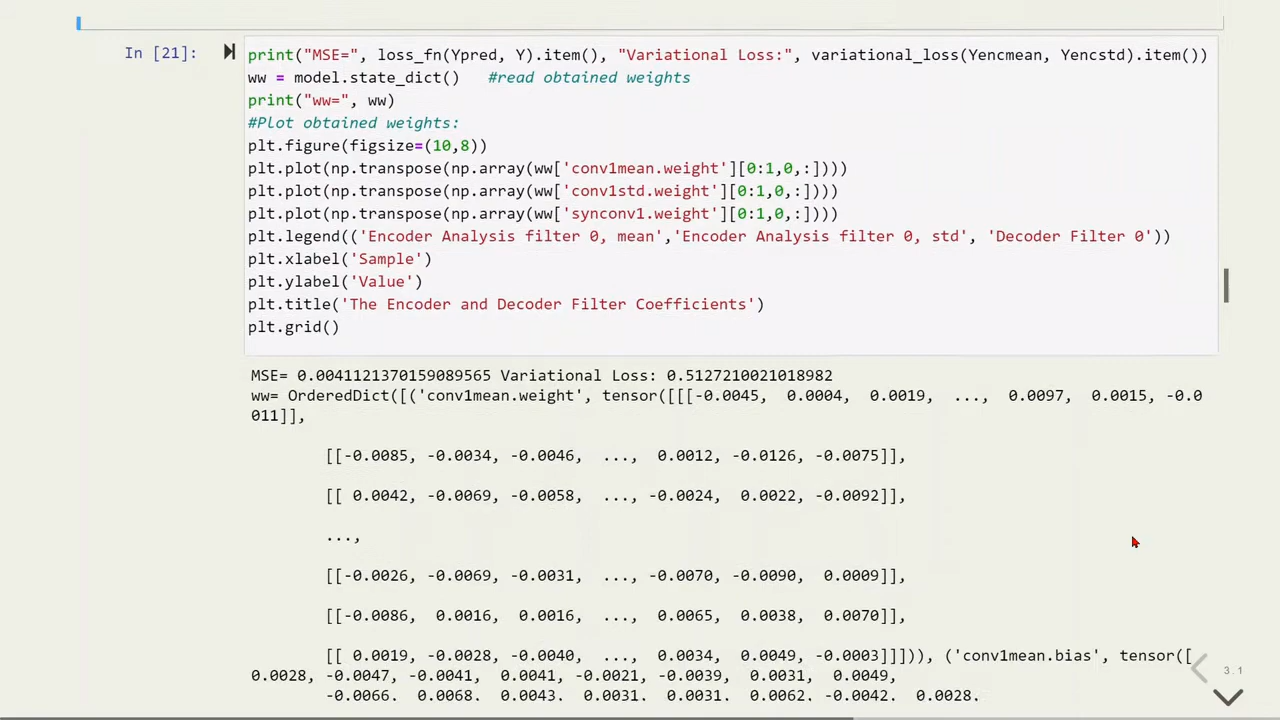 In [21]:
print("MSE=", loss_fn(Ypred, Y).item(), "Variational Loss:", variational_loss(Yencmean, Yencstd).item())
ww = model.state_dict()   #read obtained weights
print("ww=", ww)
#Plot obtained weights:
plt.figure(figsize=(10,8))
plt.plot(np.transpose(np.array(ww['conv1mean.weight'][0:1,0,:])))
plt.plot(np.transpose(np.array(ww['conv1std.weight'][0:1,0,:])))
plt.plot(np.transpose(np.array(ww['synconv1.weight'][0:1,0,:])))
plt.legend(('Encoder Analysis filter 0, mean','Encoder Analysis filter 0, std', 'Decoder Filter 0'))
plt.xlabel('Sample')
plt.ylabel('Value')
plt.title('The Encoder and Decoder Filter Coefficients')
plt.grid()
MSE= 0.0041121370159089565 Variational Loss: 0.5127210021018982
ww= OrderedDict([('conv1mean.weight', tensor([[[-0.0045,  0.0004,  0.0019,  ...,  0.0097,  0.0015, -0.0
011]],
[[-0.0085, -0.0034, -0.0046,  ...,  0.0012, -0.0126, -0.0075]],
[[ 0.0042, -0.0069, -0.0058,  ..., -0.0024,  0.0022, -0.0092]],
...,
[[-0.0026, -0.0069, -0.0031,  ..., -0.0070, -0.0090,  0.0009]],
[[-0.0086,  0.0016,  0.0016,  ...,  0.0065,  0.0038,  0.0070]],
[[ 0.0019, -0.0028, -0.0040,  ...,  0.0034,  0.0049, -0.0003]]])), ('conv1mean.bias', tensor([
0.0028, -0.0047, -0.0041,  0.0041, -0.0021, -0.0039,  0.0031,  0.0049,
-0.0066,  0.0068,  0.0043,  0.0031,  0.0031,  0.0062, -0.0042,  0.0028,
3.1